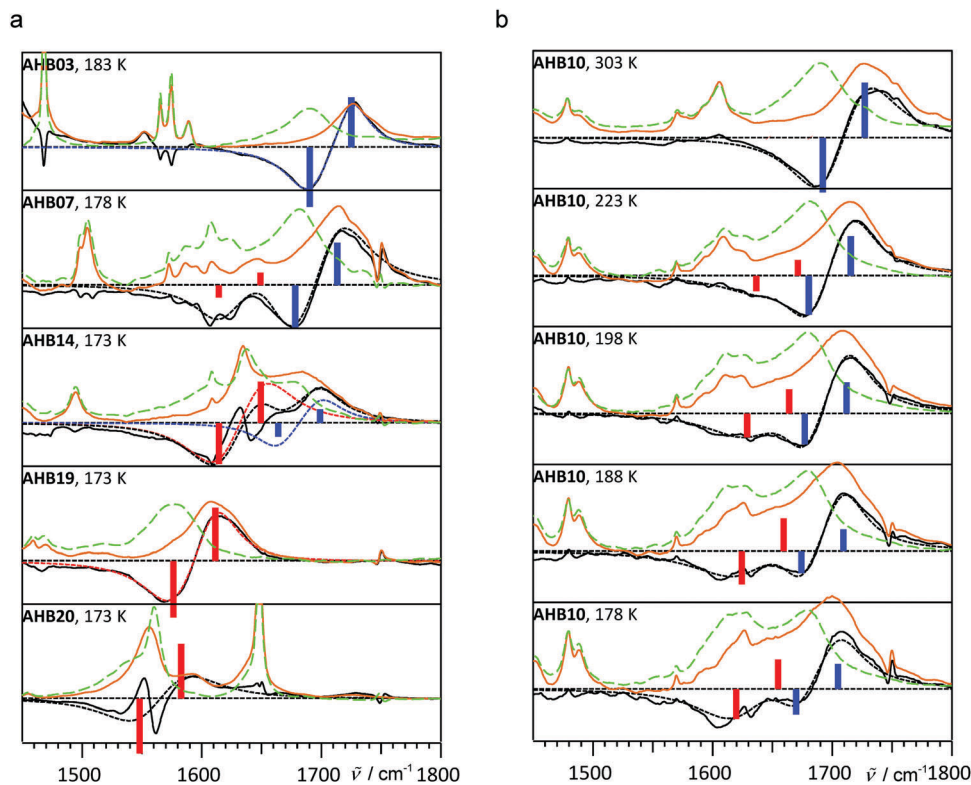 a
AHB03, 183 K
AHB07, 178 K
AHB14, 173 K
AHB19, 173 K
AHB20, 173 K
1500 1600 1700 ν̃ / cm⁻¹ 1800
b
AHB10, 303 K
AHB10, 223 K
AHB10, 198 K
AHB10, 188 K
AHB10, 178 K
1500 1600 1700 ν̃ / cm⁻¹ 1800